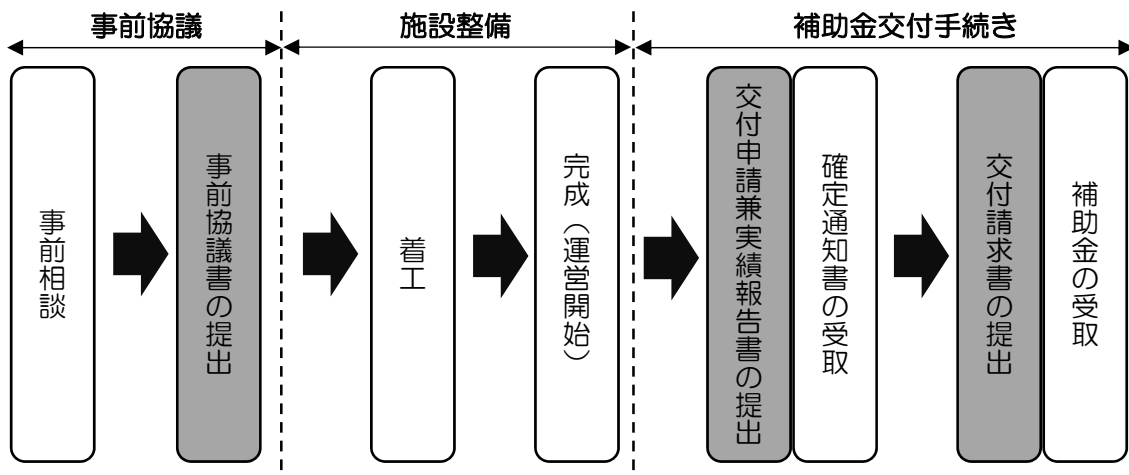 事前協議
施設整備
補助金交付手続き
事前相談
事前協議書の提出
着工
完成（運営開始）
交付申請兼実績報告書の提出
確定通知書の受取
交付請求書の提出
補助金の受取